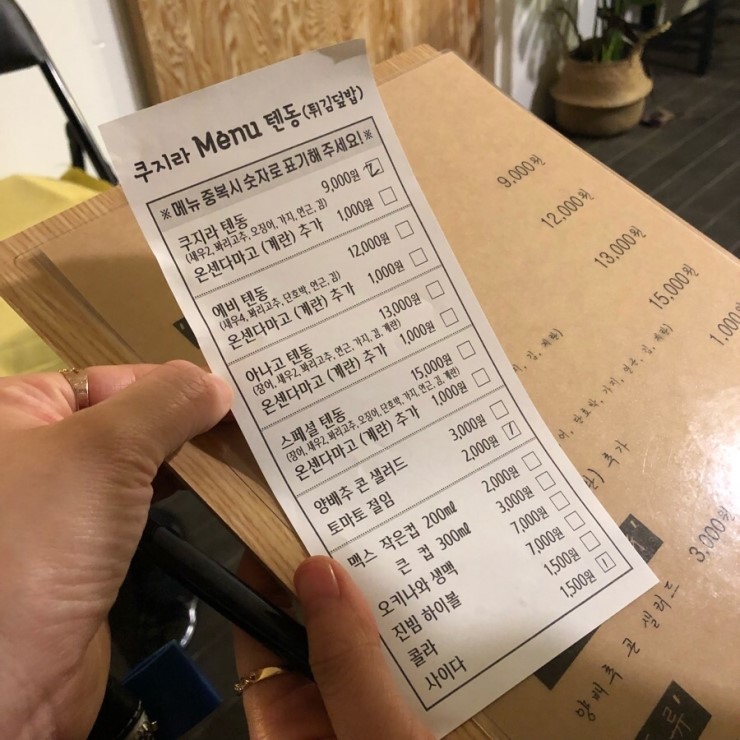 쿠지라 Menu 텐동(튀김덮밥)
※메뉴 중복시 숫자로 표기해 주세요!※
쿠지라 텐동 9,000원 2
(새우2, 꽈리고추, 오징어, 가지, 연근, 김)
온센다마고 (계란) 추가 1,000원
에비 텐동 12,000원
(새우4, 꽈리고추, 단호박, 연근, 김)
온센다마고 (계란) 추가 1,000원
아나고 텐동 13,000원
(장어, 새우2, 꽈리고추, 연근, 가지, 김, 계란)
온센다마고 (계란) 추가 1,000원
스페셜 텐동 15,000원
(장어, 새우2, 꽈리고추, 오징어, 단호박, 가지, 연근, 김, 계란)
온센다마고 (계란) 추가 1,000원
양배추 콘 샐러드 3,000원
토마토 절임 2,000원 1
맥스 작은컵 200ml 2,000원
큰 컵 300ml 3,000원
오키나와 생맥 7,000원
진빔 하이볼 7,000원
콜라 1,500원
사이다 1,500원 1
9,000원
12,000원
13,000원
15,000원
1,000원
추가
양배추 콘 샐러드 3,000원
류